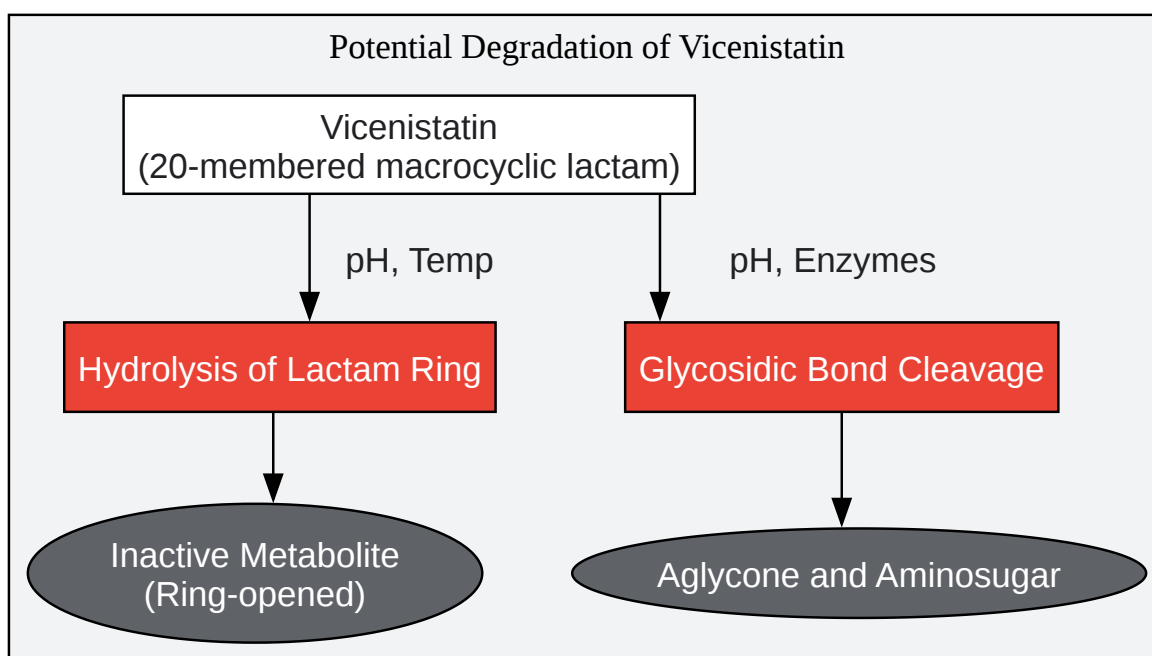 Potential Degradation of Vicenistatin
Vicenistatin
(20-membered macrocyclic lactam)
pH, Temp
pH, Enzymes
Hydrolysis of Lactam Ring
Glycosidic Bond Cleavage
Inactive Metabolite
(Ring-opened)
Aglycone and Aminosugar